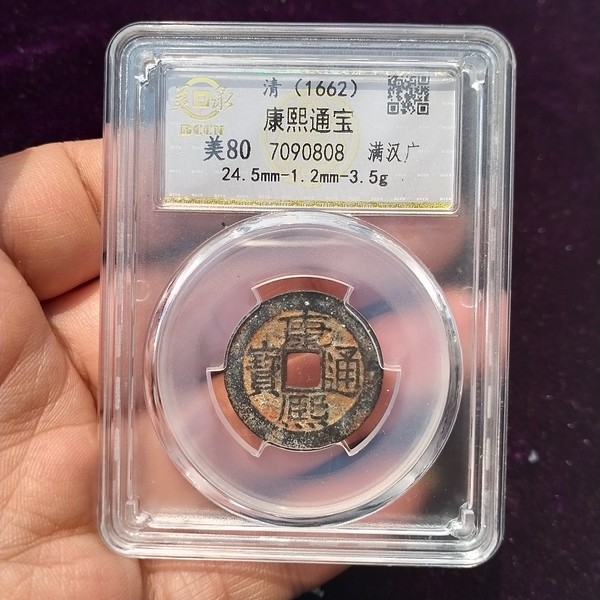 清 (1662)
康熙通宝
美80 7090808 满汉广
24.5mm-1.2mm-3.5g
康
寶 通
熙